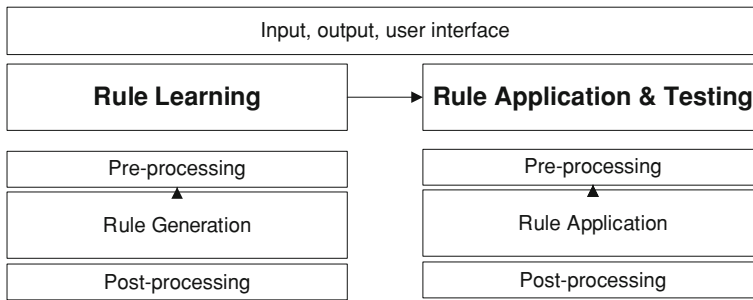 Input, output, user interface
Rule Learning
Rule Application & Testing
Pre-processing
Rule Generation
Post-processing
Pre-processing
Rule Application
Post-processing